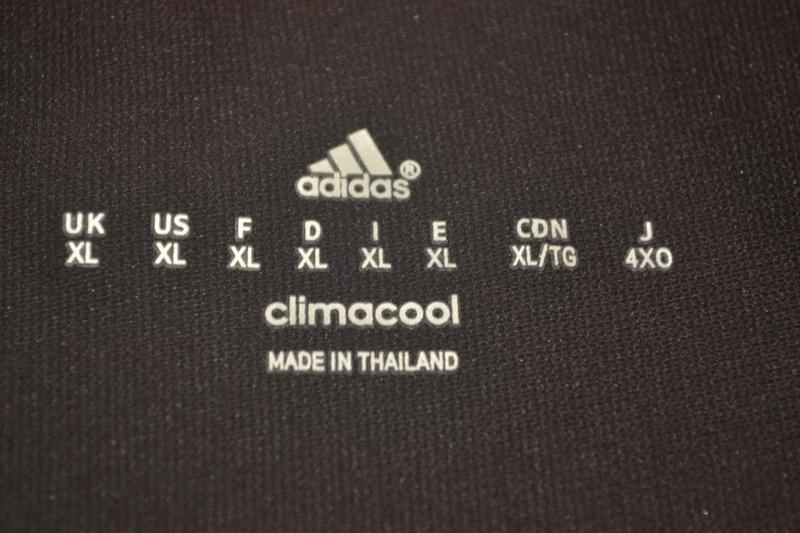 adidas®
UK US F D I E CDN J
XL XL XL XL XL XL XL/TG 4XO
climacool
MADE IN THAILAND